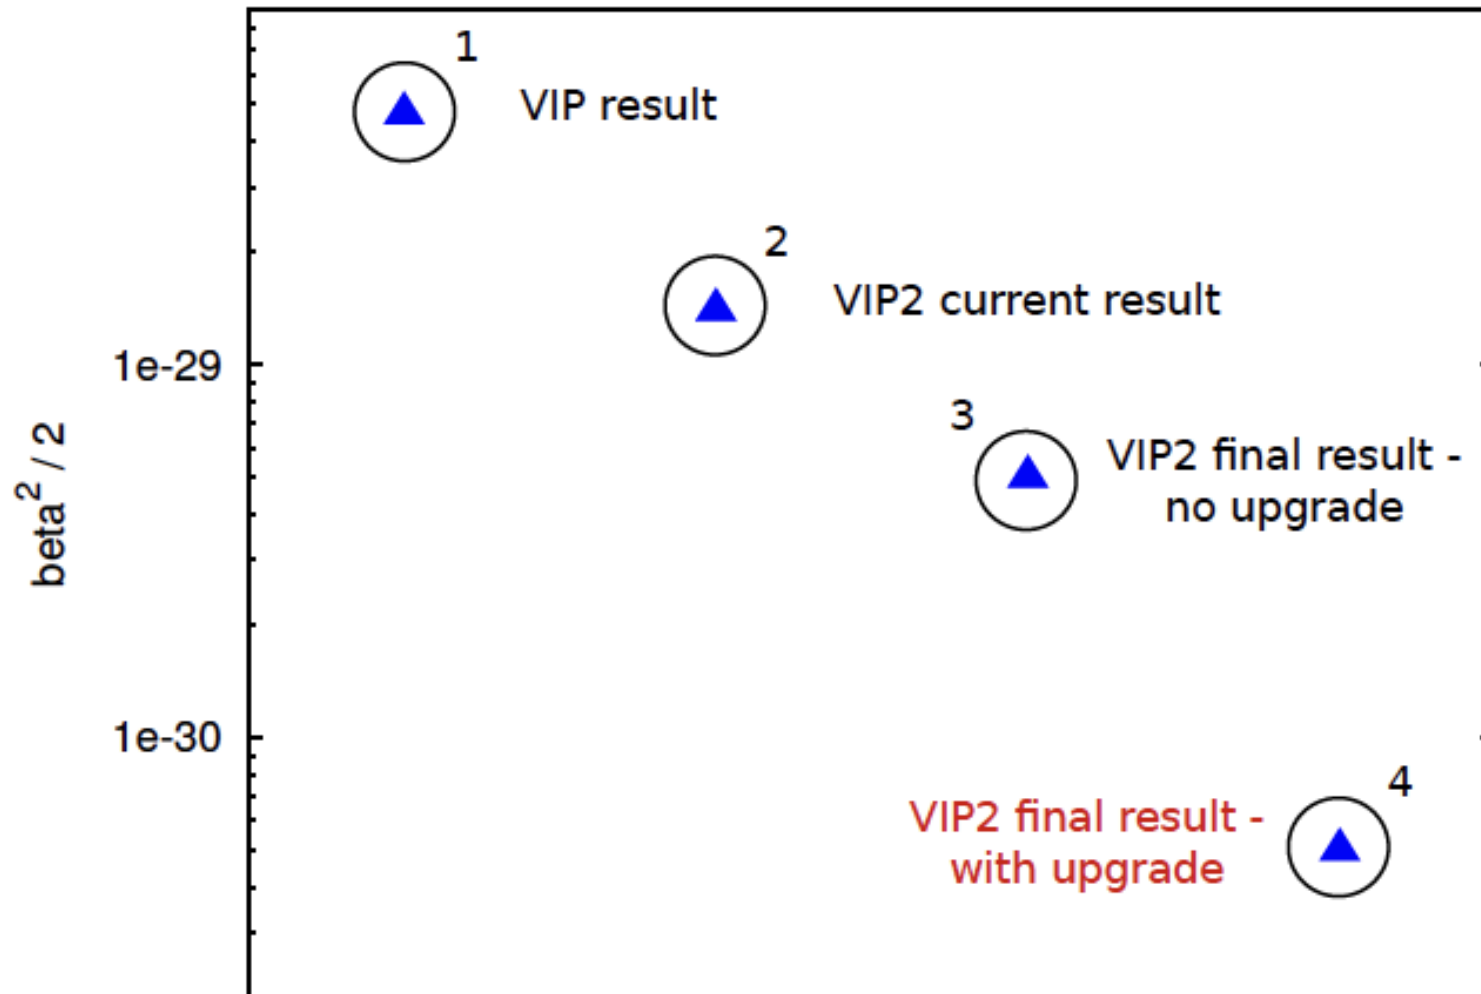 1
VIP result
2
VIP2 current result
1e-29
3
VIP2 final result -
no upgrade
beta² / 2
1e-30
4
VIP2 final result -
with upgrade